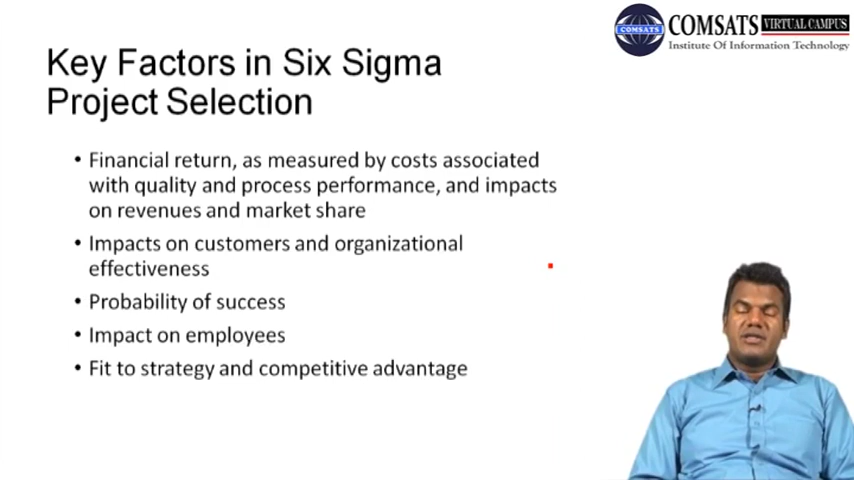 COMSATS VIRTUAL CAMPUS
COMSATS
Institute Of Information Technology
Key Factors in Six Sigma
Project Selection
• Financial return, as measured by costs associated
with quality and process performance, and impacts
on revenues and market share
• Impacts on customers and organizational
effectiveness
• Probability of success
• Impact on employees
• Fit to strategy and competitive advantage